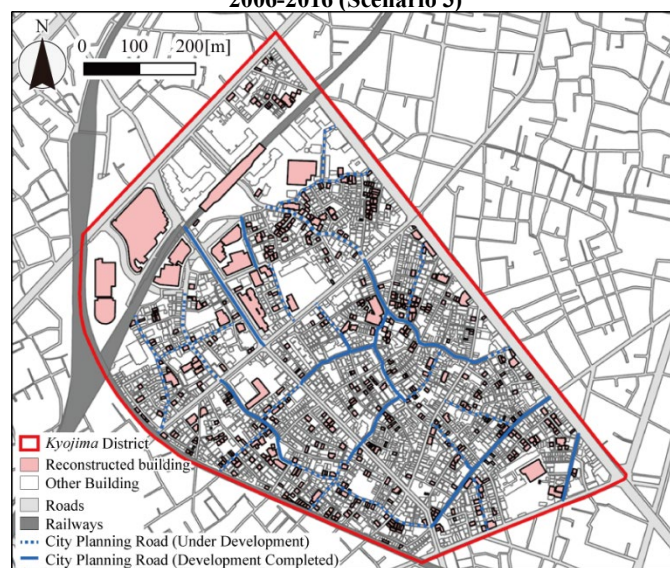 2006-2016 (Scenario 3)
N
0 100 200[m]
Kyojima District
Reconstructed building
Other Building
Roads
Railways
City Planning Road (Under Development)
City Planning Road (Development Completed)